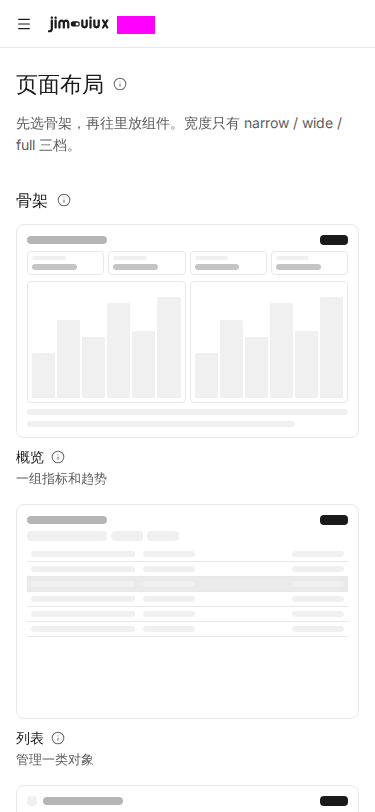 jimouiux
页面布局
先选骨架，再往里放组件。宽度只有 narrow / wide /
full 三档。
骨架
概览
一组指标和趋势
列表
管理一类对象